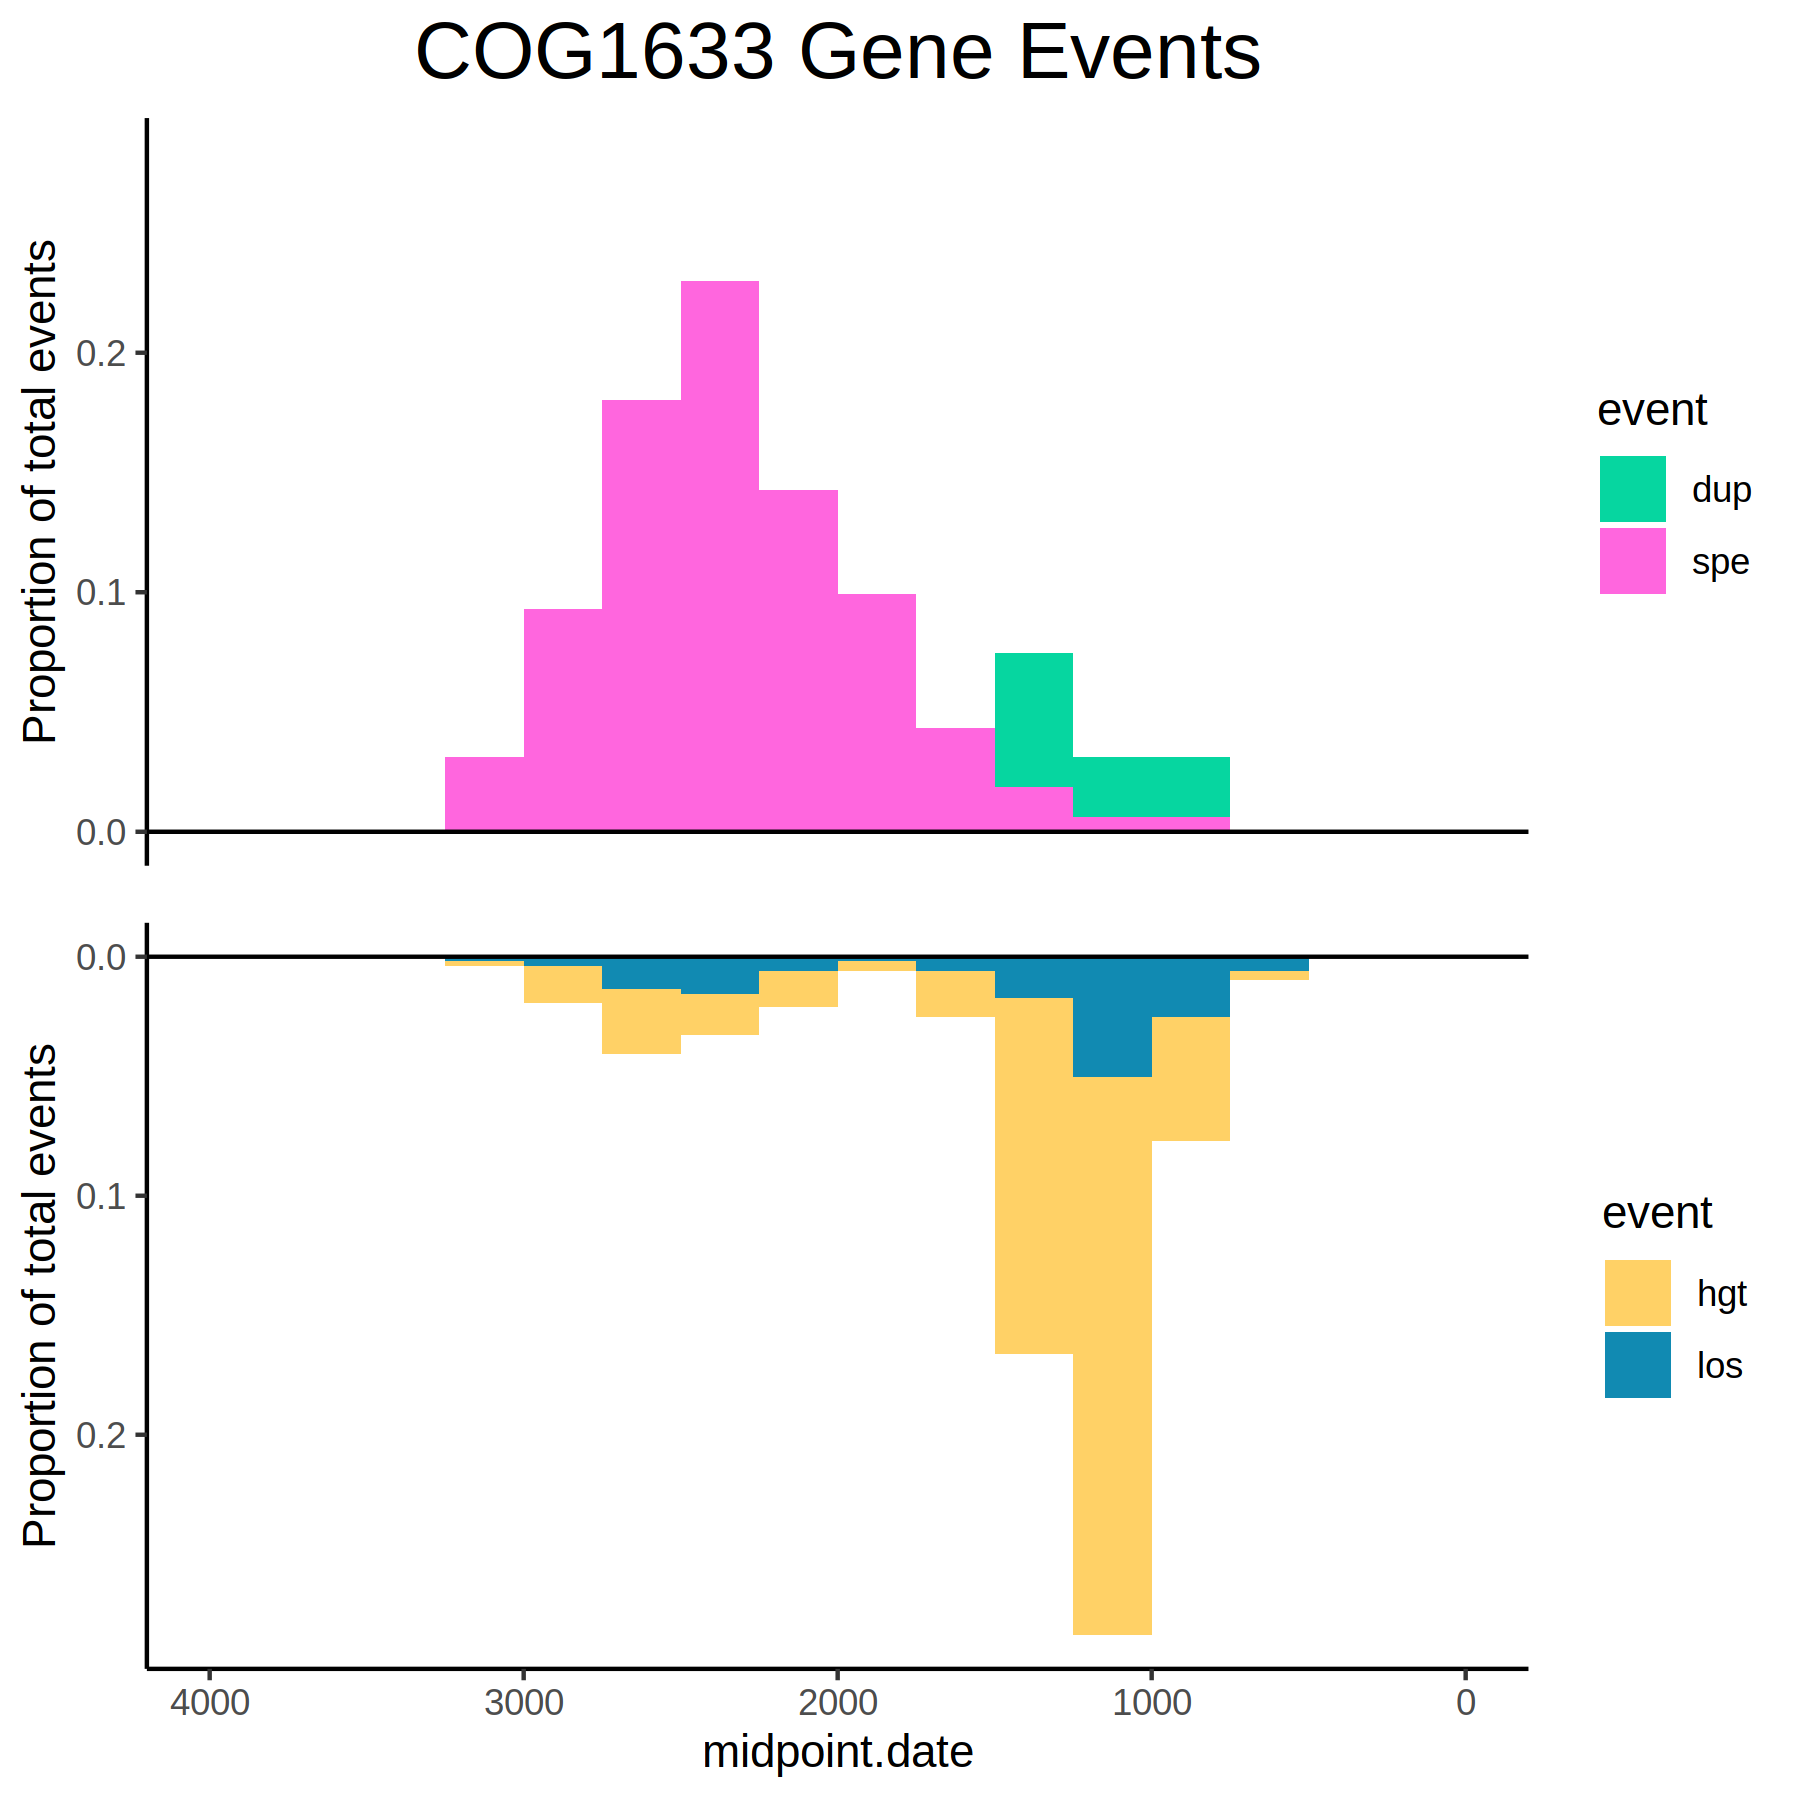 COG1633 Gene Events
Proportion of total events
0.2
0.1
0.0
event
dup
spe
Proportion of total events
0.0
0.1
0.2
event
hgt
los
4000 3000 2000 1000 0
midpoint.date